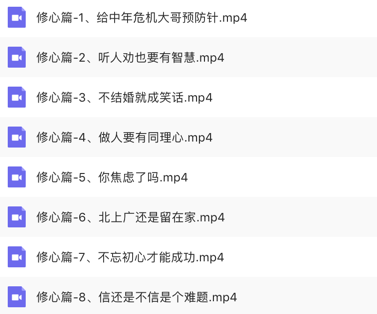 修心篇-1、给中年危机大哥预防针.mp4
修心篇-2、听人劝也要有智慧.mp4
修心篇-3、不结婚就成笑话.mp4
修心篇-4、做人要有同理心.mp4
修心篇-5、你焦虑了吗.mp4
修心篇-6、北上广还是留在家.mp4
修心篇-7、不忘初心才能成功.mp4
修心篇-8、信还是不信是个难题.mp4